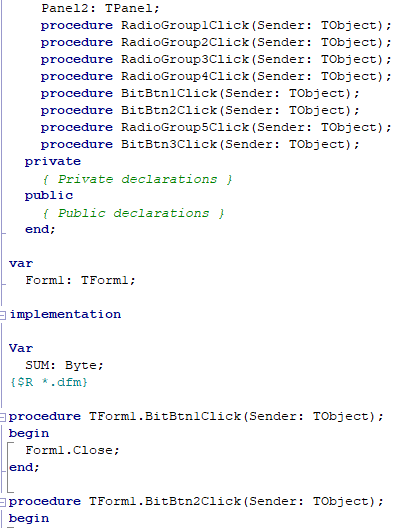 Panel2: TPanel;
procedure RadioGroup1Click(Sender: TObject);
procedure RadioGroup2Click(Sender: TObject);
procedure RadioGroup3Click(Sender: TObject);
procedure RadioGroup4Click(Sender: TObject);
procedure BitBtn1Click(Sender: TObject);
procedure BitBtn2Click(Sender: TObject);
procedure RadioGroup5Click(Sender: TObject);
procedure BitBtn3Click(Sender: TObject);
private
{ Private declarations }
public
{ Public declarations }
end;
var
Form1: TForm1;
implementation
Var
SUM: Byte;
{$R *.dfm}
procedure TForm1.BitBtn1Click(Sender: TObject);
begin
Form1.Close;
end;
procedure TForm1.BitBtn2Click(Sender: TObject);
begin